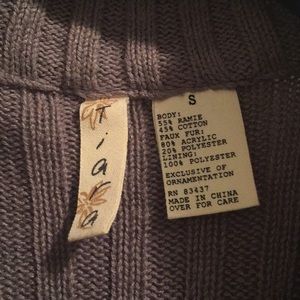 Tiara
S
BODY:
55% RAMIE
45% COTTON
FAUX FUR:
80% ACRYLIC
20% POLYESTER
LINING:
100% POLYESTER
EXCLUSIVE OF
ORNAMENTATION
RN 83437
MADE IN CHINA
OVER FOR CARE